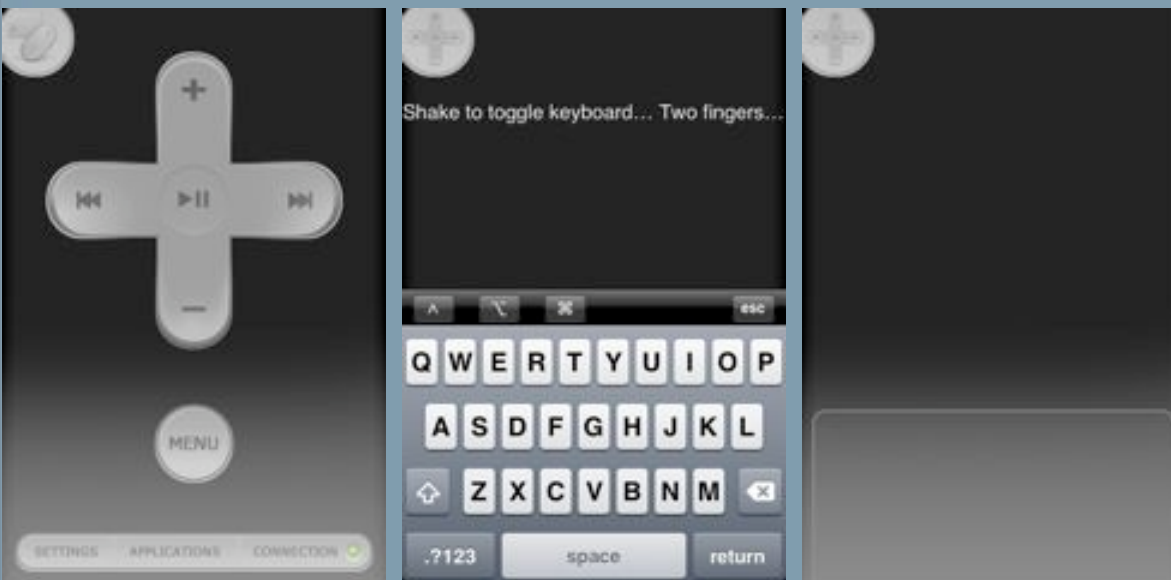 MENU
SETTINGS APPLICATIONS CONNECTION
Shake to toggle keyboard... Two fingers...
esc
Q W E R T Y U I O P
A S D F G H J K L
Z X C V B N M
.?123 space return